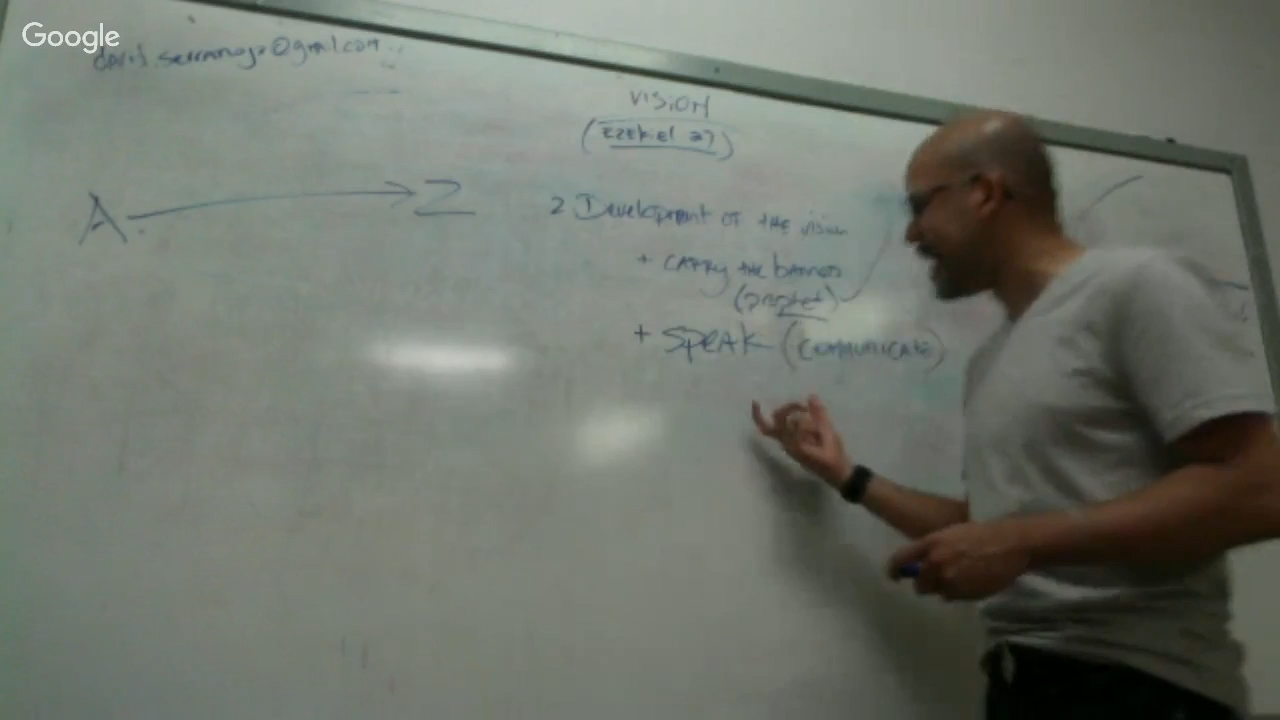 Google
VISION
(EZEKIEL 37)
A → Z
2 Development of the vision
+ CARRY the banner
(prophet)
+ SPEAK (COMMUNICATE)